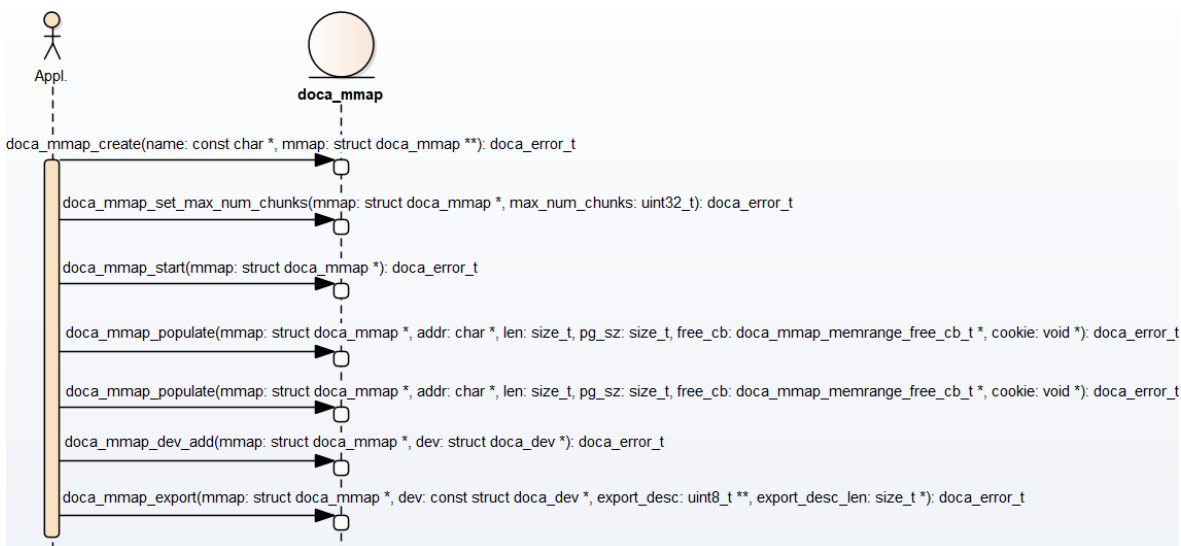 Appl.
doca_mmap
doca_mmap_create(name: const char *, mmap: struct doca_mmap **): doca_error_t
doca_mmap_set_max_num_chunks(mmap: struct doca_mmap *, max_num_chunks: uint32_t): doca_error_t
doca_mmap_start(mmap: struct doca_mmap *): doca_error_t
doca_mmap_populate(mmap: struct doca_mmap *, addr: char *, len: size_t, pg_sz: size_t, free_cb: doca_mmap_memrange_free_cb_t *, cookie: void *): doca_error_t
doca_mmap_populate(mmap: struct doca_mmap *, addr: char *, len: size_t, pg_sz: size_t, free_cb: doca_mmap_memrange_free_cb_t *, cookie: void *): doca_error_t
doca_mmap_dev_add(mmap: struct doca_mmap *, dev: struct doca_dev *): doca_error_t
doca_mmap_export(mmap: struct doca_mmap *, dev: const struct doca_dev *, export_desc: uint8_t **, export_desc_len: size_t *): doca_error_t